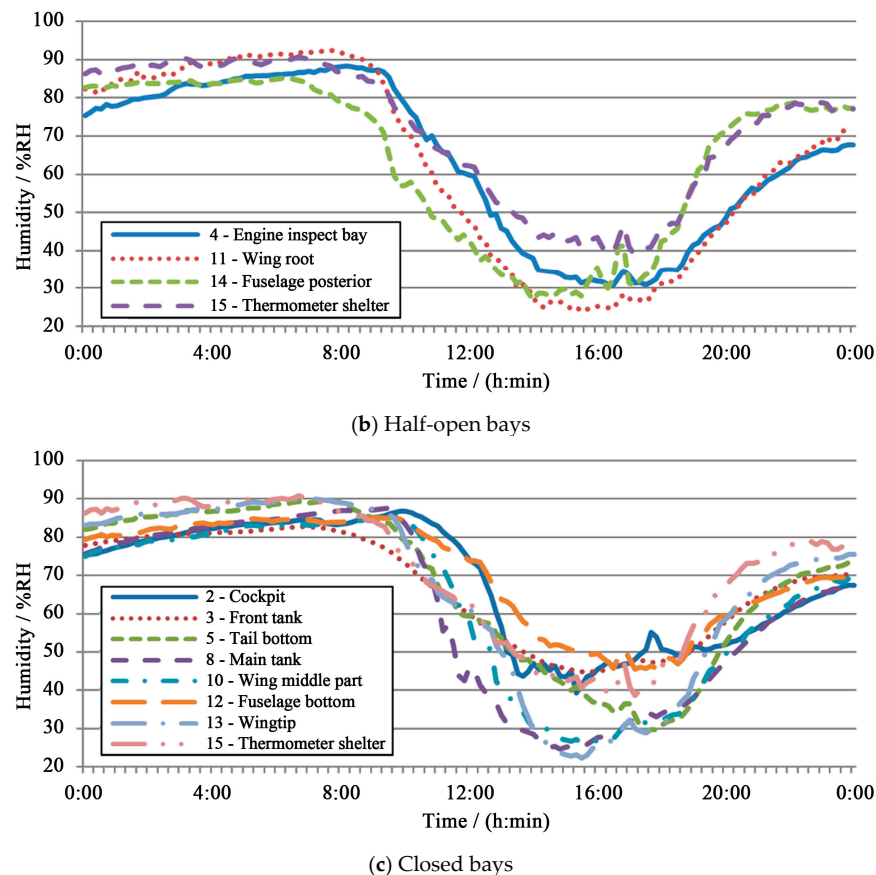 100
90
80
70
60
50
40
30
20
Humidity / %RH
4 - Engine inspect bay
11 - Wing root
14 - Fuselage posterior
15 - Thermometer shelter
0:00 4:00 8:00 12:00 16:00 20:00 0:00
Time / (h:min)
(b) Half-open bays
100
90
80
70
60
50
40
30
20
Humidity / %RH
2 - Cockpit
3 - Front tank
5 - Tail bottom
8 - Main tank
10 - Wing middle part
12 - Fuselage bottom
13 - Wingtip
15 - Thermometer shelter
0:00 4:00 8:00 12:00 16:00 20:00 0:00
Time / (h:min)
(c) Closed bays